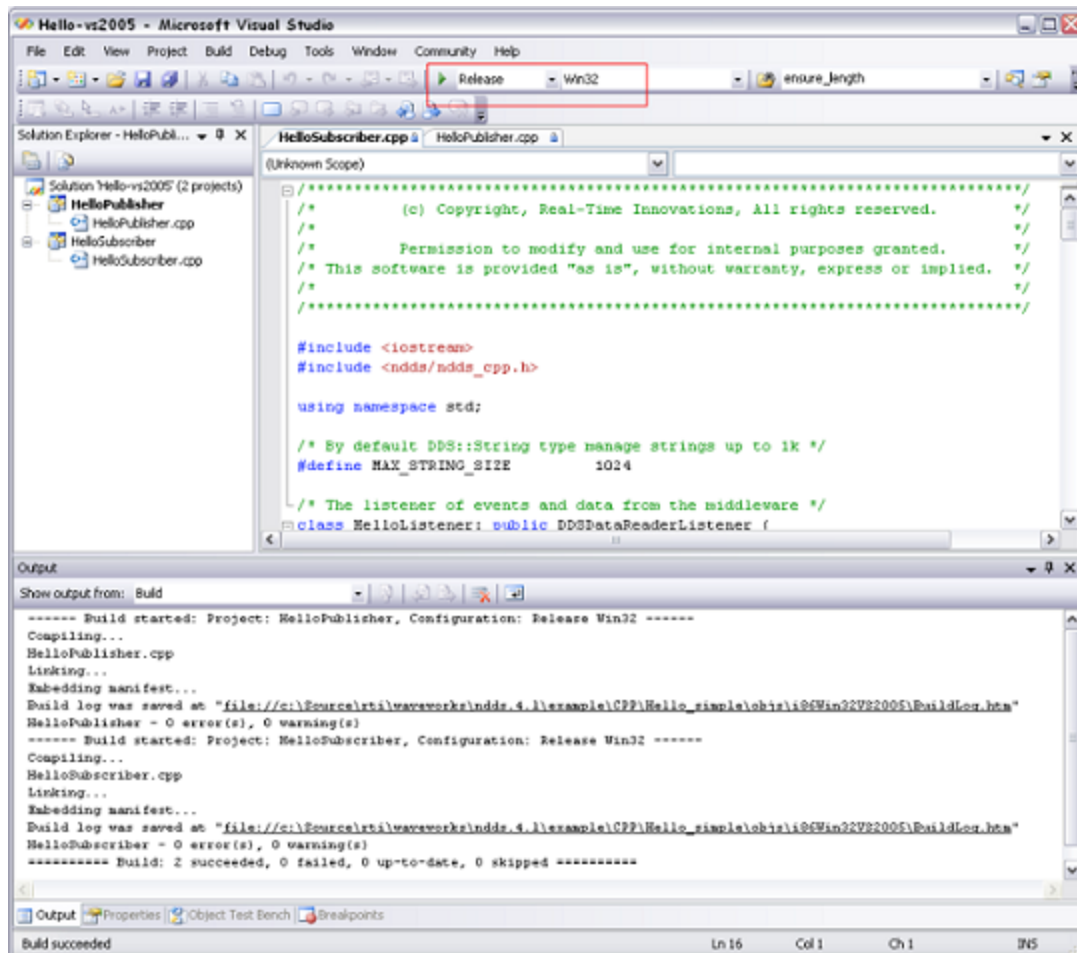 Hello-vs2005 - Microsoft Visual Studio
File Edit View Project Build Debug Tools Window Community Help
Release Win32 ensure_length
Solution Explorer - HelloPubli...
HelloSubscriber.cpp HelloPublisher.cpp
(Unknown Scope)
Solution 'Hello-vs2005' (2 projects)
HelloPublisher
HelloPublisher.cpp
HelloSubscriber
HelloSubscriber.cpp
/*************************************************************************/
/* (c) Copyright, Real-Time Innovations, All rights reserved. */
/* */
/* Permission to modify and use for internal purposes granted. */
/* This software is provided "as is", without warranty, express or implied. */
/* */
/*************************************************************************/
#include <iostream>
#include <ndds/ndds_cpp.h>
using namespace std;
/* By default DDS::String type manage strings up to 1k */
#define MAX_STRING_SIZE 1024
/* The listener of events and data from the middleware */
class HelloListener: public DDSDataReaderListener {
Output
Show output from: Build
------ Build started: Project: HelloPublisher, Configuration: Release Win32 ------
Compiling...
HelloPublisher.cpp
Linking...
Embedding manifest...
Build log was saved at "file://c:\Source\rti\waveworks\ndds.4.1\example\CPP\Hello_simple\objs\i86Win32VS2005\BuildLog.htm"
HelloPublisher - 0 error(s), 0 warning(s)
------ Build started: Project: HelloSubscriber, Configuration: Release Win32 ------
Compiling...
HelloSubscriber.cpp
Linking...
Embedding manifest...
Build log was saved at "file://c:\Source\rti\waveworks\ndds.4.1\example\CPP\Hello_simple\objs\i86Win32VS2005\BuildLog.htm"
HelloSubscriber - 0 error(s), 0 warning(s)
========== Build: 2 succeeded, 0 failed, 0 up-to-date, 0 skipped ==========
Output Properties Object Test Bench Breakpoints
Build succeeded Ln 16 Col 1 Ch 1 INS